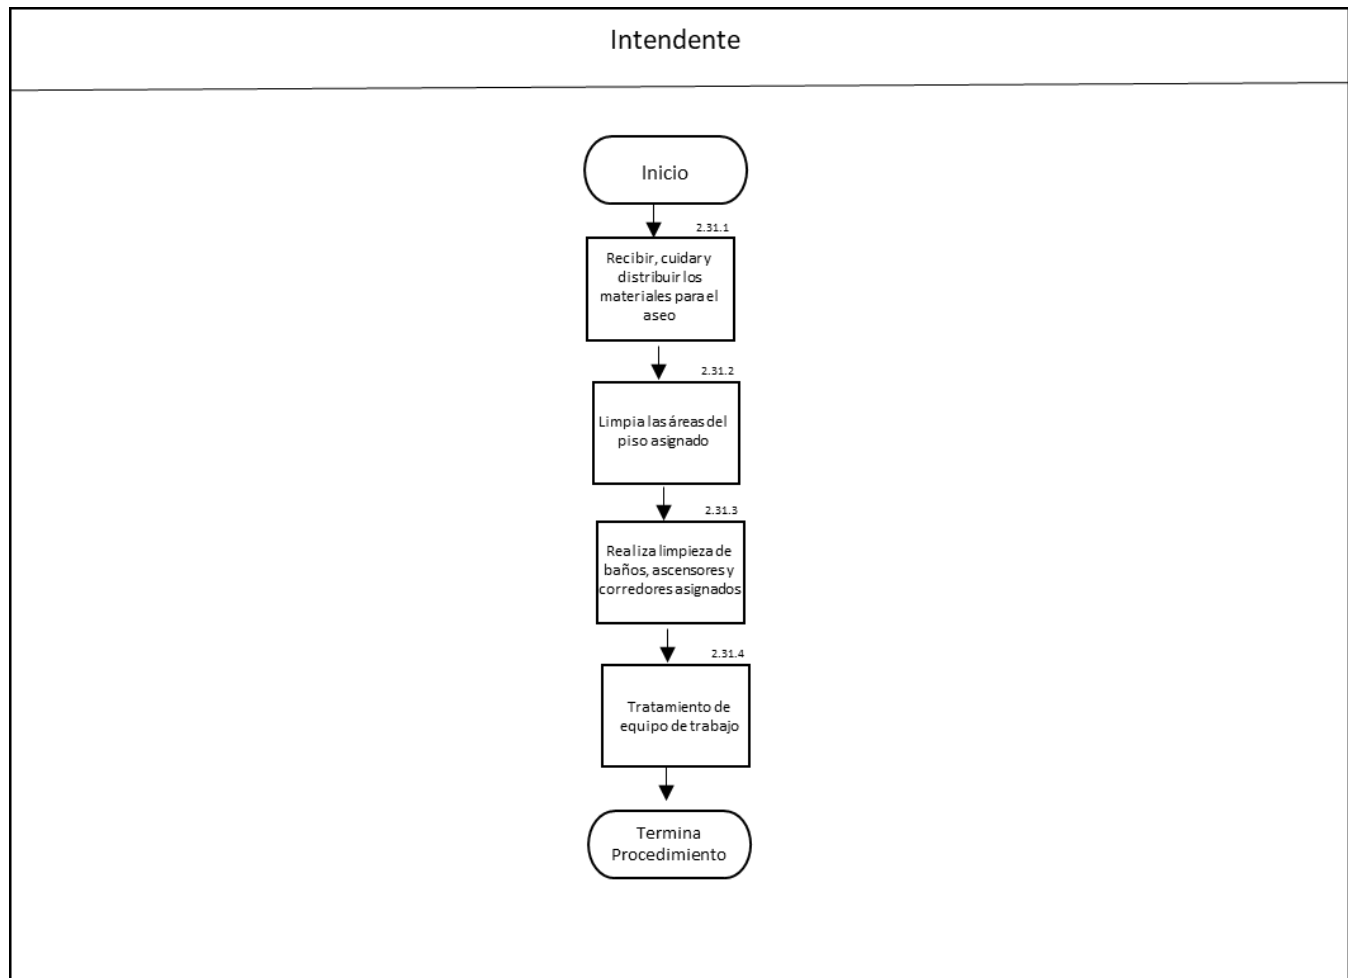 Intendente
Inicio
2.31.1
Recibir, cuidar y
distribuir los
materiales para el
aseo
2.31.2
Limpia las áreas del
piso asignado
2.31.3
Realiza limpieza de
baños, ascensores y
corredores asignados
2.31.4
Tratamiento de
equipo de trabajo
Termina
Procedimiento